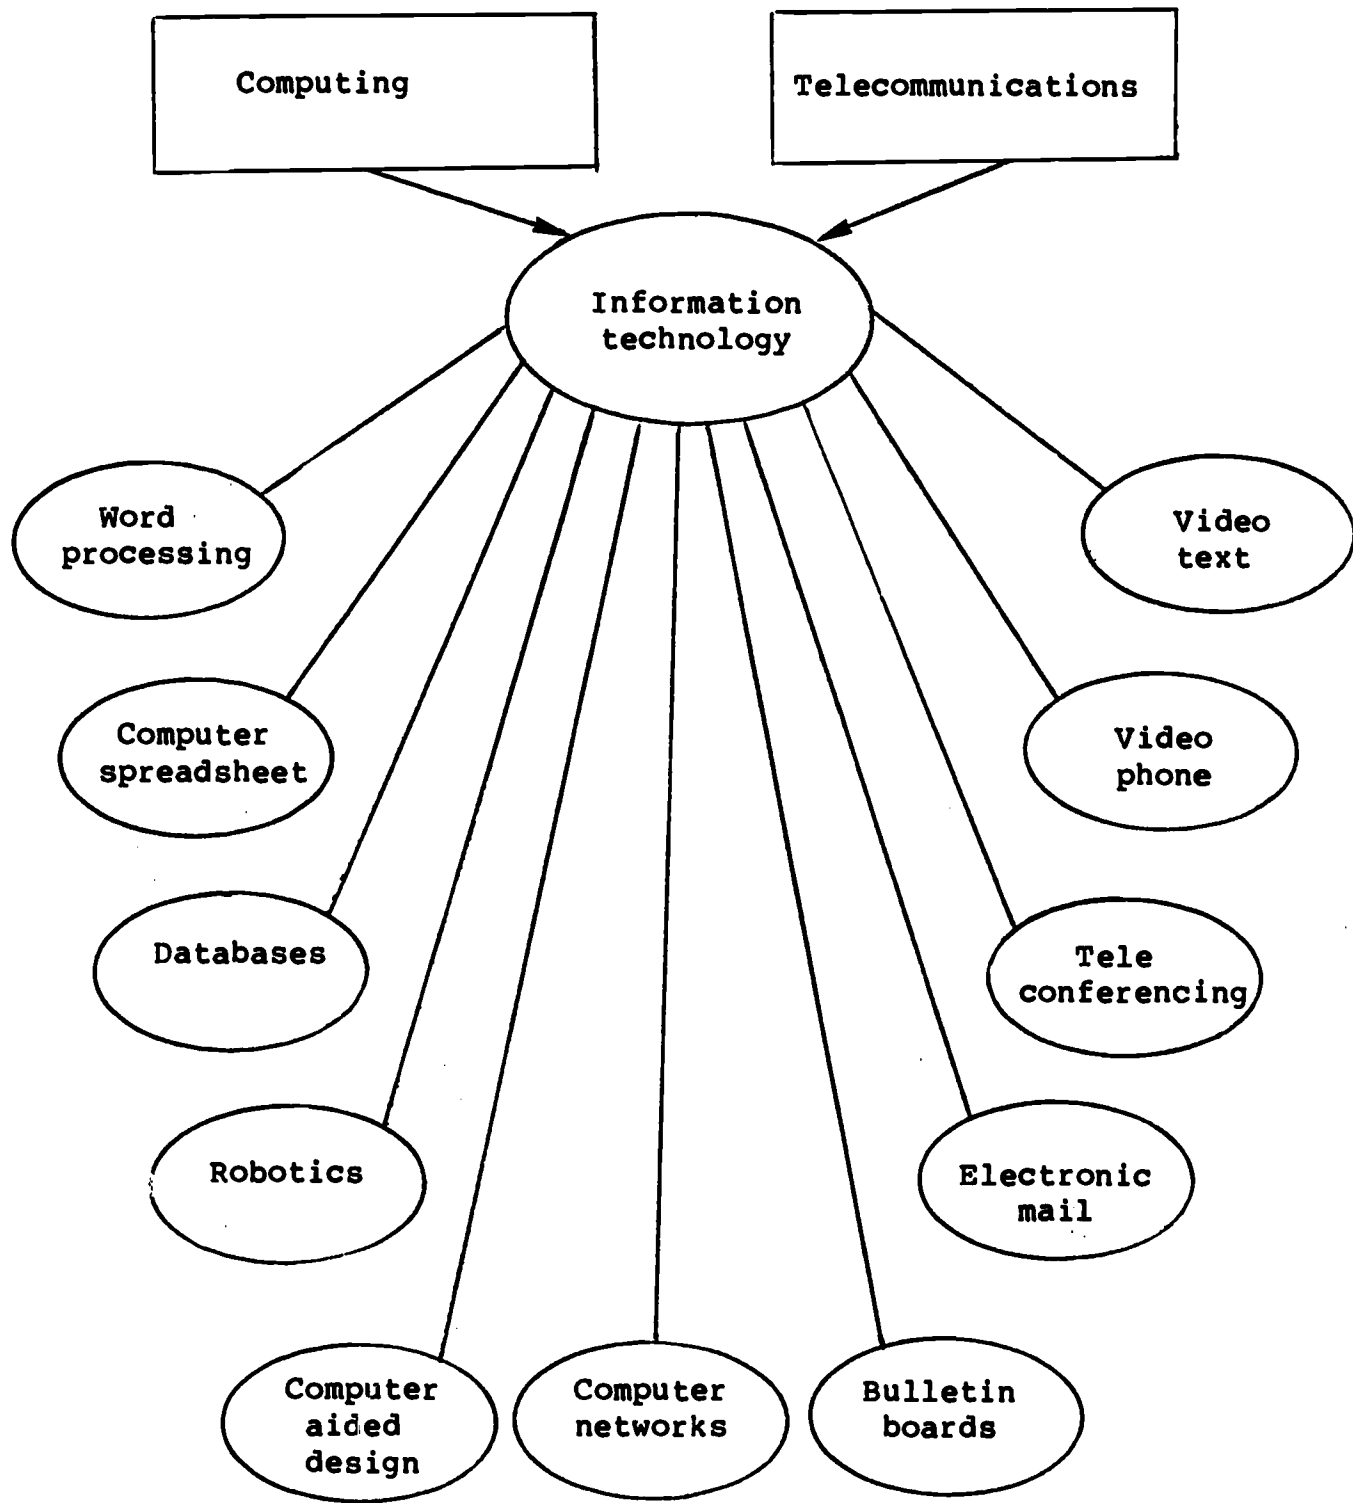 Computing
Telecommunications
Information
technology
Word
processing
Video
text
Computer
spreadsheet
Video
phone
Databases
Tele
conferencing
Robotics
Electronic
mail
Computer
aided
design
Computer
networks
Bulletin
boards